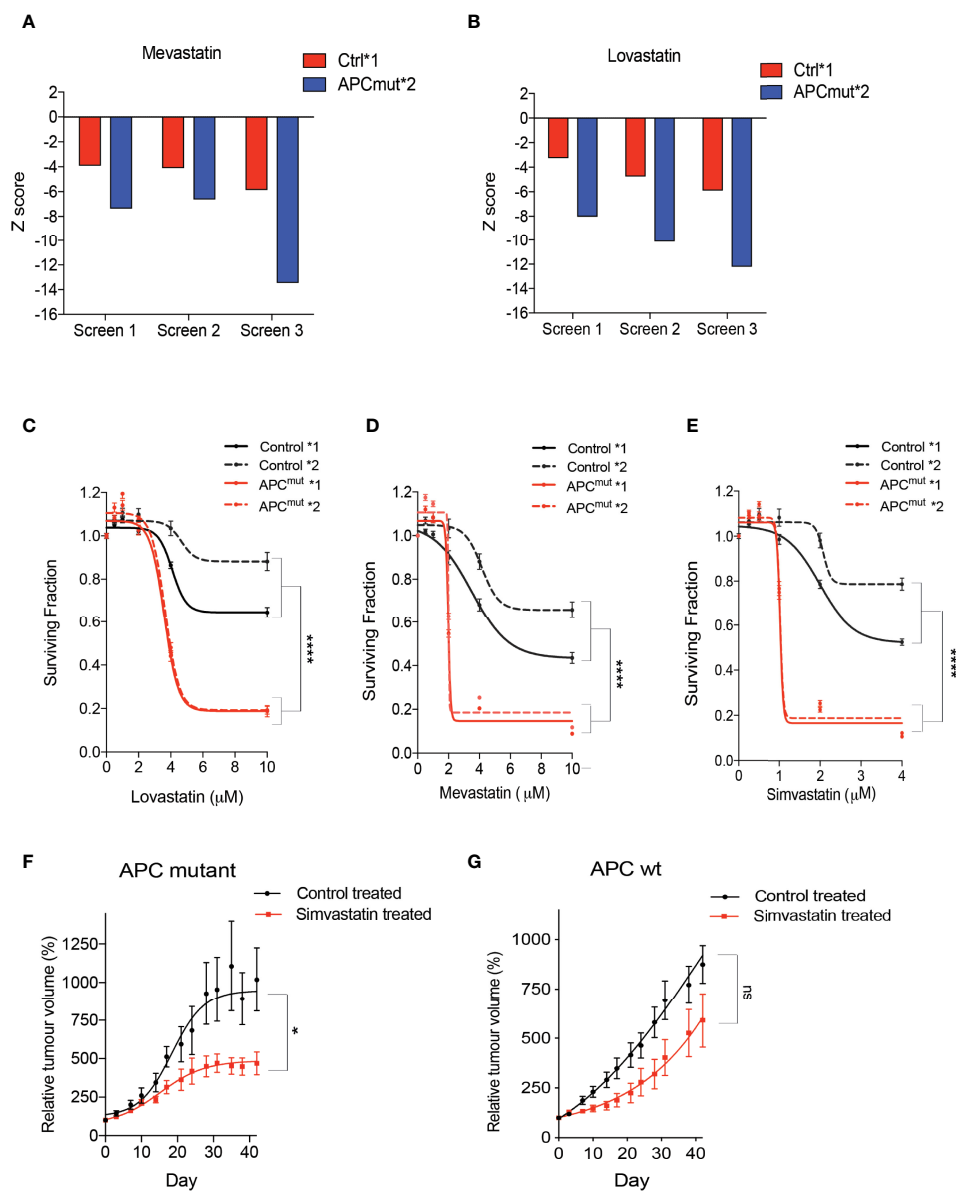 A
Mevastatin
Ctrl*1
APCmut*2
Z score
2
0
-2
-4
-6
-8
-10
-12
-14
-16
Screen 1 Screen 2 Screen 3
B
Lovastatin
Ctrl*1
APCmut*2
Z score
2
0
-2
-4
-6
-8
-10
-12
-14
-16
Screen 1 Screen 2 Screen 3
C
Control *1
Control *2
APCmut *1
APCmut *2
Surviving Fraction
1.2
1.0
0.8
0.6
0.4
0.2
0.0
0 2 4 6 8 10
Lovastatin (μM)
****
D
Control *1
Control *2
APCmut *1
APCmut *2
Surviving Fraction
1.2
1.0
0.8
0.6
0.4
0.2
0.0
0 2 4 6 8 10
Mevastatin ( μM)
****
E
Control *1
Control *2
APCmut *1
APCmut *2
Surviving Fraction
1.2
1.0
0.8
0.6
0.4
0.2
0.0
0 1 2 3 4
Simvastatin (μM)
****
F
APC mutant
Control treated
Simvastatin treated
Relative tumour volume (%)
1250
1000
750
500
250
0
0 10 20 30 40
Day
*
G
APC wt
Control treated
Simvastatin treated
Relative tumour volume (%)
1000
750
500
250
0
0 10 20 30 40
Day
ns